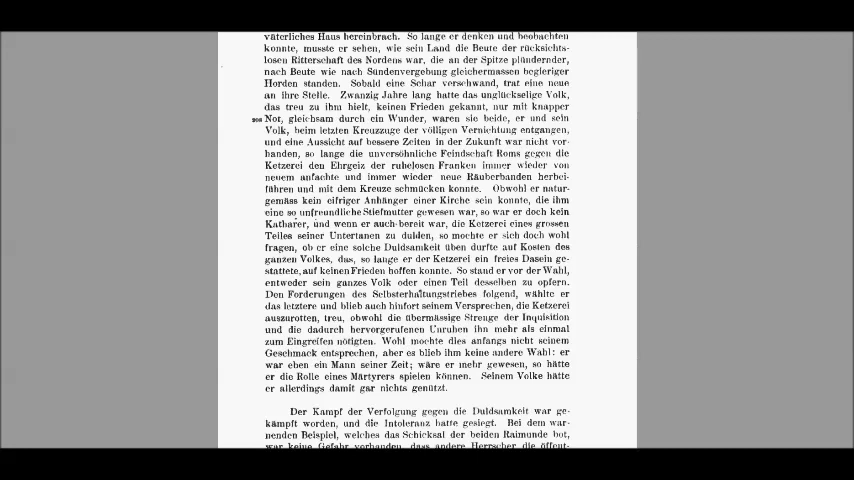 väterliches Haus hereinbrach. So lange er denken und beobachten
konnte, musste er sehen, wie sein Land die Beute der rücksichts-
losen Ritterschaft des Nordens war, die an der Spitze plündernder,
nach Beute wie nach Sündenvergebung gleichermassen begieriger
Horden standen. Sobald eine Schar verschwand, trat eine neue
an ihre Stelle. Zwanzig Jahre lang hatte das unglückselige Volk,
das treu zu ihm hielt, keinen Frieden gekannt, nur mit knapper
208 Not, gleichsam durch ein Wunder, waren sie beide, er und sein
Volk, beim letzten Kreuzzuge der völligen Vernichtung entgangen,
und eine Aussicht auf bessere Zeiten in der Zukunft war nicht vor-
handen, so lange die unversöhnliche Feindschaft Roms gegen die
Ketzerei den Ehrgeiz der ruhelosen Franken immer wieder von
neuem anfachte und immer wieder neue Räuberbanden herbei-
führen und mit dem Kreuze schmücken konnte. Obwohl er natur-
gemäss kein eifriger Anhänger einer Kirche sein konnte, die ihm
eine so unfreundliche Stiefmutter gewesen war, so war er doch kein
Katharer, und wenn er auch bereit war, die Ketzerei eines grossen
Teiles seiner Untertanen zu dulden, so mochte er sich doch wohl
fragen, ob er eine solche Duldsamkeit üben durfte auf Kosten des
ganzen Volkes, das, so lange er der Ketzerei ein freies Dasein ge-
stattete, auf keinen Frieden hoffen konnte. So stand er vor der Wahl,
entweder sein ganzes Volk oder einen Teil desselben zu opfern.
Den Forderungen des Selbsterhaltungstriebes folgend, wählte er
das letztere und blieb auch hinfort seinem Versprechen, die Ketzerei
auszurotten, treu, obwohl die übermässige Strenge der Inquisition
und die dadurch hervorgerufenen Unruhen ihn mehr als einmal
zum Eingreifen nötigten. Wohl mochte dies anfangs nicht seinem
Geschmack entsprechen, aber es blieb ihm keine andere Wahl: er
war eben ein Mann seiner Zeit; wäre er mehr gewesen, so hätte
er die Rolle eines Märtyrers spielen können. Seinem Volke hätte
er allerdings damit gar nichts genützt.
Der Kampf der Verfolgung gegen die Duldsamkeit war ge-
kämpft worden, und die Intoleranz hatte gesiegt. Bei dem war-
nenden Beispiel, welches das Schicksal der beiden Raimunde bot,
war keine Gefahr vorhanden, dass andere Herrscher die öffent-